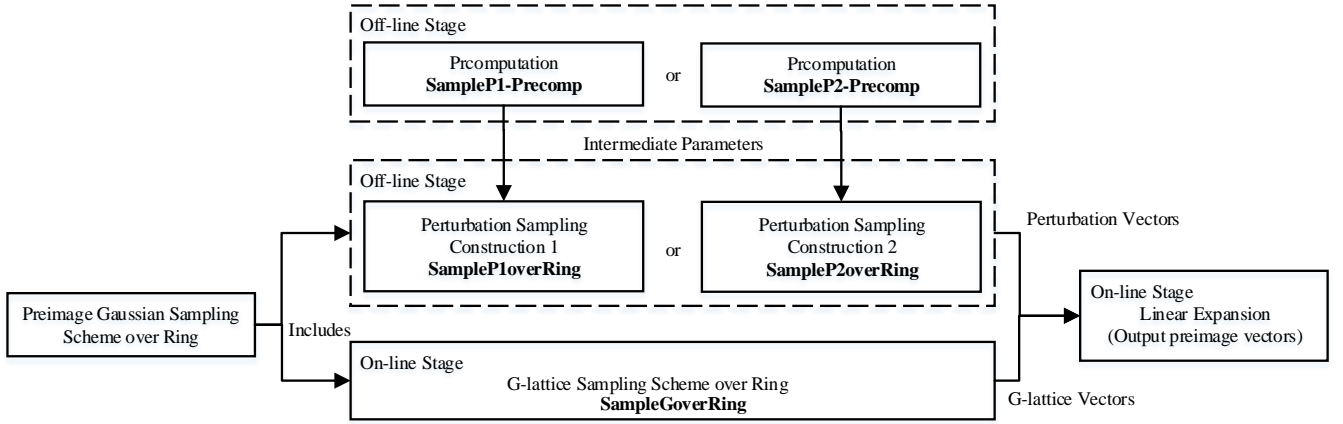 Off-line Stage
Prcomputation
SampleP1-Precomp
or
Prcomputation
SampleP2-Precomp
Intermediate Parameters
Off-line Stage
Perturbation Sampling
Construction 1
SampleP1overRing
or
Perturbation Sampling
Construction 2
SampleP2overRing
Perturbation Vectors
Preimage Gaussian Sampling
Scheme over Ring
Includes
On-line Stage
Linear Expansion
(Output preimage vectors)
On-line Stage
G-lattice Sampling Scheme over Ring
SampleGoverRing
G-lattice Vectors